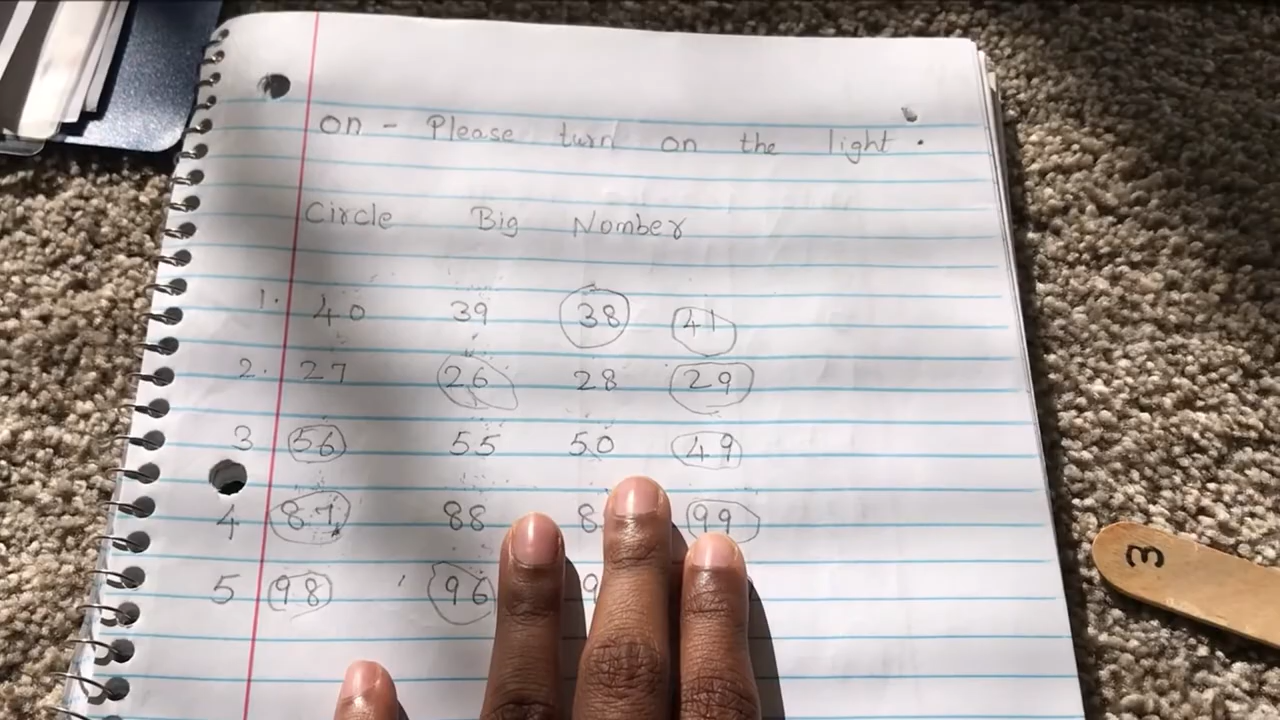 on - Please turn on the light.
Circle Big Nomber
1. 40 39 38 41
2. 27 26 28 29
3 56 55 50 49
4 87 88 99
5 98 96
3